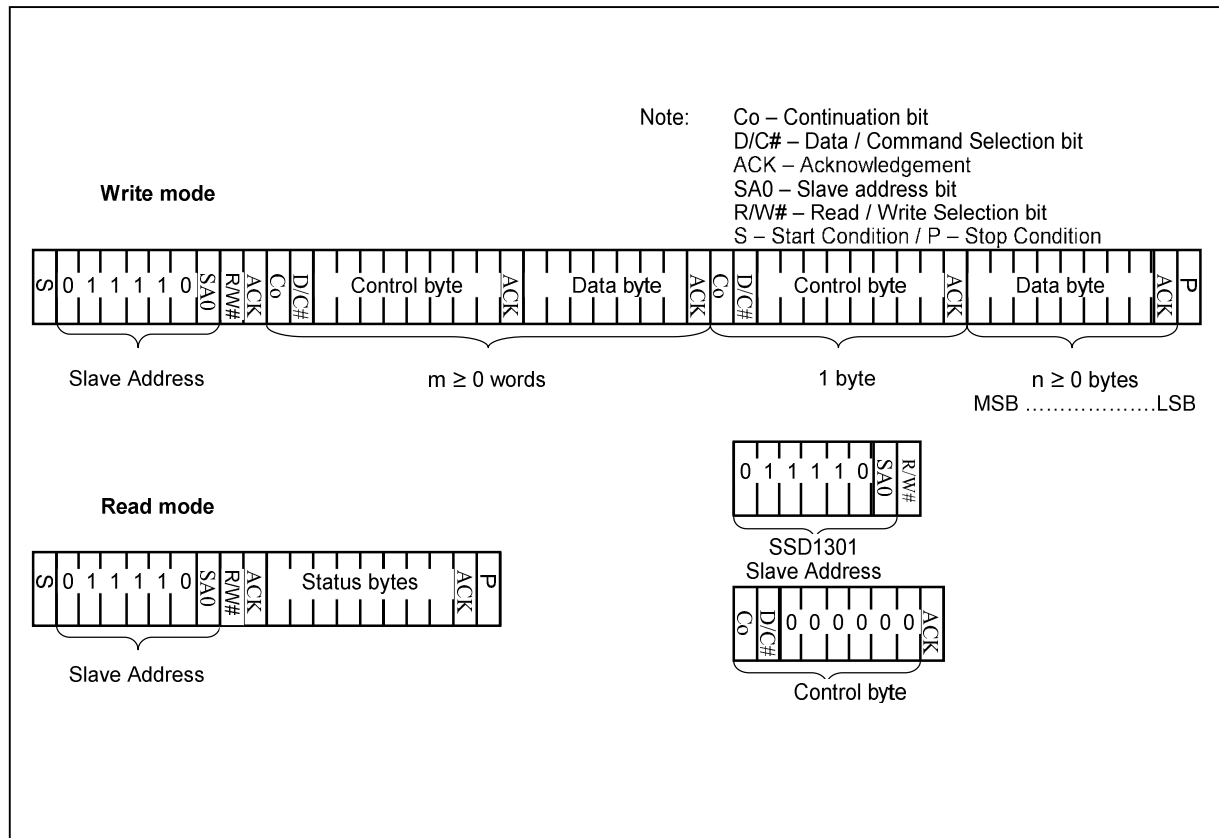 Note: Co – Continuation bit
D/C# – Data / Command Selection bit
ACK – Acknowledgement
SA0 – Slave address bit
R/W# – Read / Write Selection bit
S – Start Condition / P – Stop Condition
Write mode
S 0 1 1 1 1 0 SA0 R/W# ACK Co D/C# Control byte ACK Data byte ACK Co D/C# Control byte ACK Data byte ACK P
Slave Address m ≥ 0 words 1 byte n ≥ 0 bytes
MSB ………………….LSB
0 1 1 1 1 0 SA0 R/W#
SSD1301
Slave Address
Read mode
S 0 1 1 1 1 0 SA0 R/W# ACK Status bytes ACK P
Slave Address
Co D/C# 0 0 0 0 0 0 ACK
Control byte